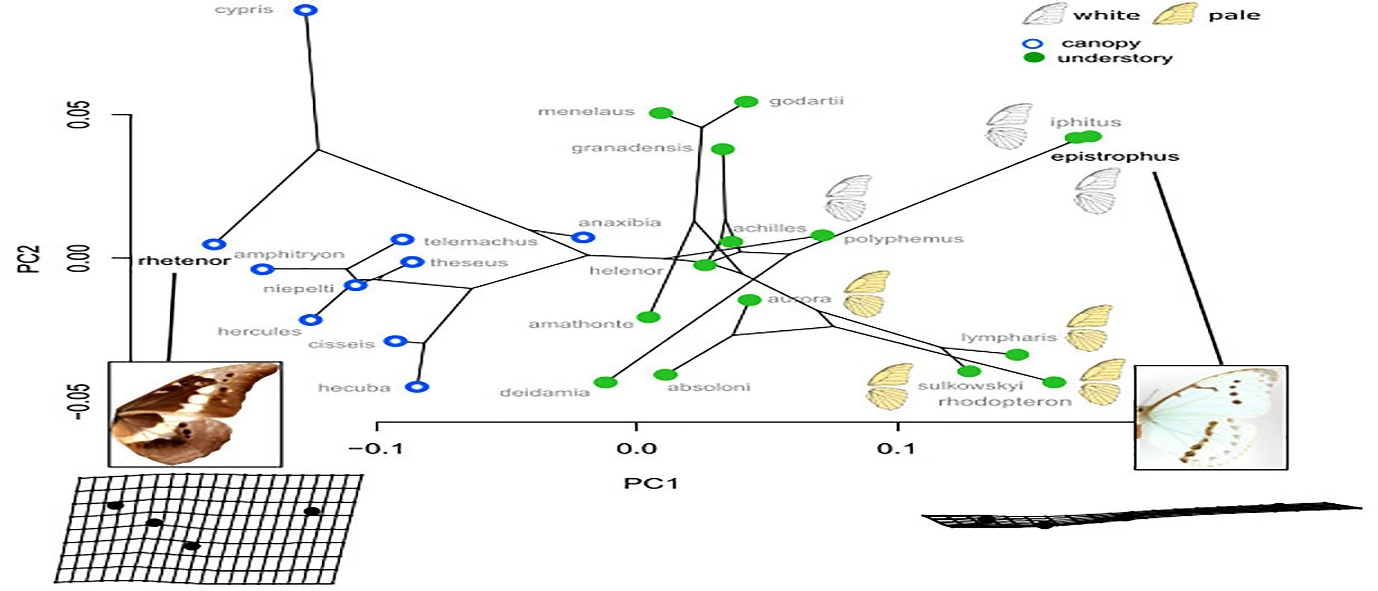 cypris
white pale
canopy
understory
0.05
menelaus
godartii
iphitus
granadensis
epistrophus
anaxibia
achilles
PC2
0.00
rhetenor
amphitryon
telemachus
polyphemus
theseus
helenor
niepelti
aurora
hercules
amathonte
cisseis
lympharis
hecuba
deidamia
absoloni
sulkowskyi
rhodopteron
−0.05
−0.1
0.0
0.1
PC1